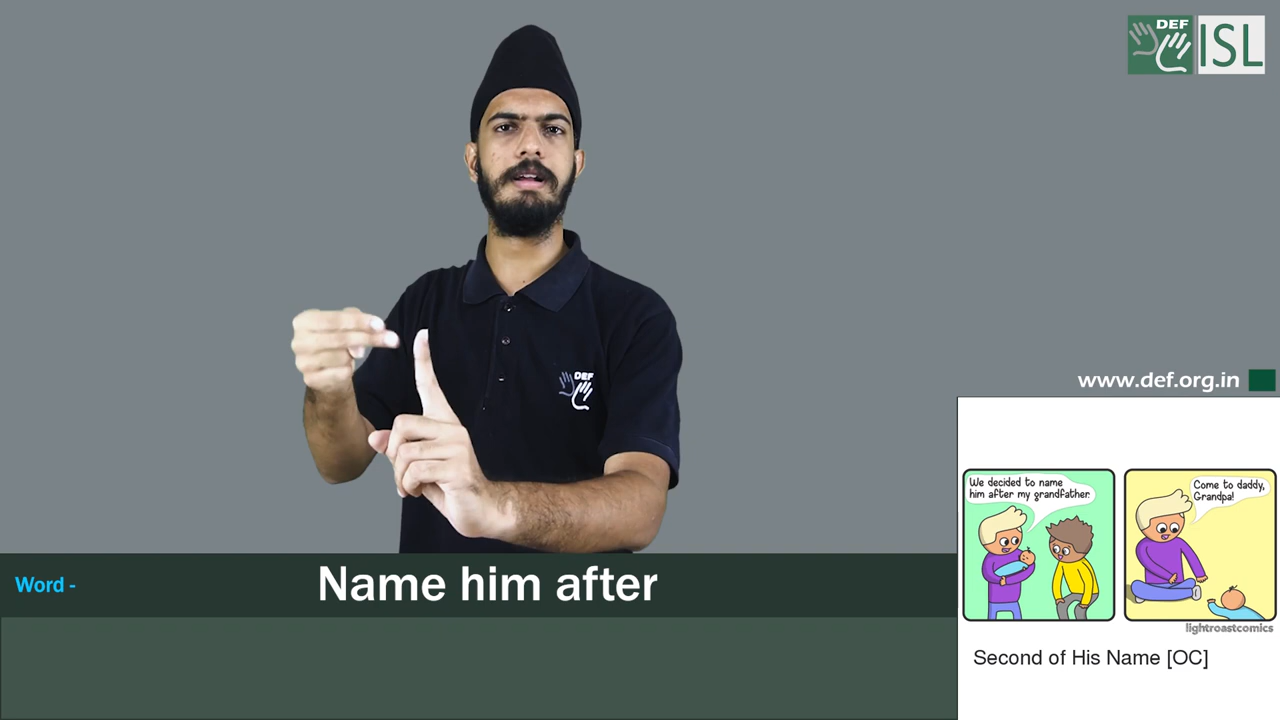 DEF
ISL
DEF
www.def.org.in
We decided to name
him after my grandfather.
Come to daddy,
Grandpa!
lightroastcomics
Second of His Name [OC]
Word -
Name him after